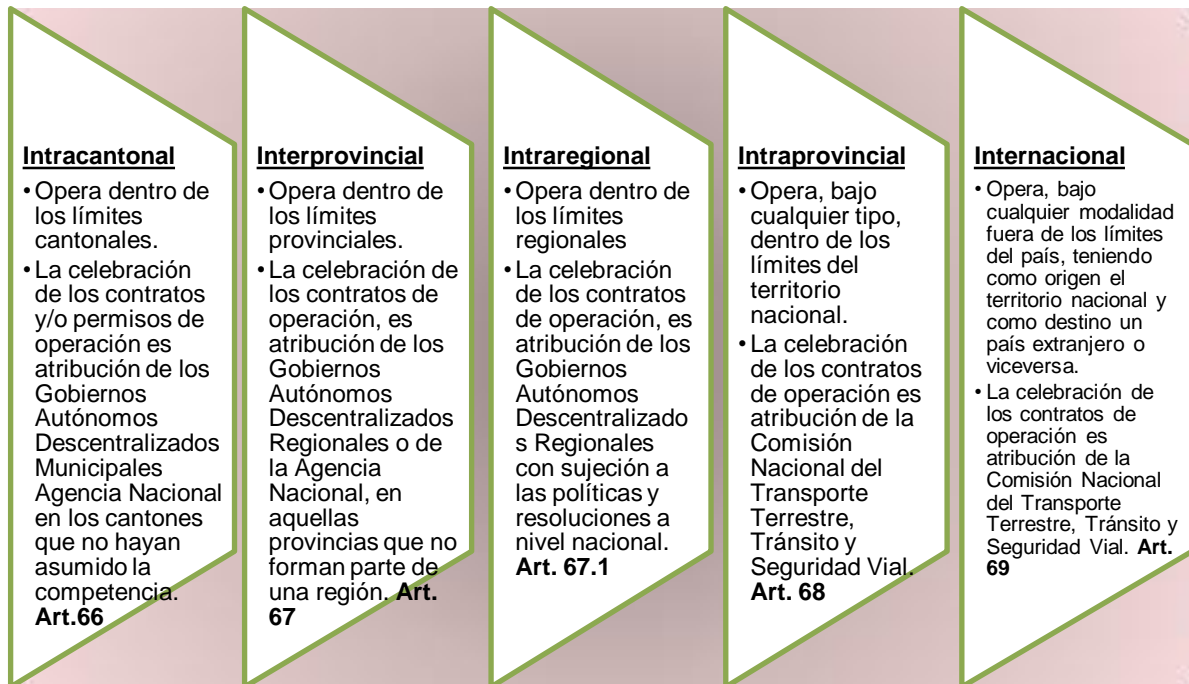 Intracantonal
•Opera dentro de
los límites
cantonales.
•La celebración
de los contratos
y/o permisos de
operación es
atribución de los
Gobiernos
Autónomos
Descentralizados
Municipales
Agencia Nacional
en los cantones
que no hayan
asumido la
competencia.
Art.66
Interprovincial
•Opera dentro de
los límites
provinciales.
•La celebración de
los contratos de
operación, es
atribución de los
Gobiernos
Autónomos
Descentralizados
Regionales o de
la Agencia
Nacional, en
aquellas
provincias que no
forman parte de
una región. Art.
67
Intraregional
•Opera dentro de
los límites
regionales
•La celebración
de los contratos
de operación, es
atribución de los
Gobiernos
Autónomos
Descentralizado
s Regionales
con sujeción a
las políticas y
resoluciones a
nivel nacional.
Art. 67.1
Intraprovincial
•Opera, bajo
cualquier tipo,
dentro de los
límites del
territorio
nacional.
•La celebración
de los contratos
de operación es
atribución de la
Comisión
Nacional del
Transporte
Terrestre,
Tránsito y
Seguridad Vial.
Art. 68
Internacional
•Opera, bajo
cualquier modalidad
fuera de los límites
del país, teniendo
como origen el
territorio nacional y
como destino un
país extranjero o
viceversa.
•La celebración de
los contratos de
operación es
atribución de la
Comisión Nacional
del Transporte
Terrestre, Tránsito y
Seguridad Vial. Art.
69